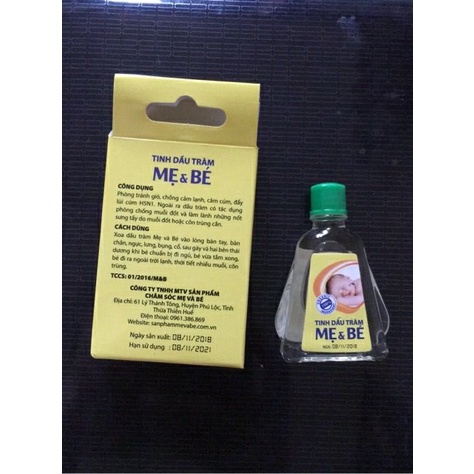 TINH DẦU TRÀM
MẸ & BÉ
CÔNG DỤNG
Phòng tránh gió, chống cảm lạnh, cảm cúm, đẩy
lùi cúm H5N1. Ngoài ra dầu tràm có tác dụng
phòng chống muỗi đốt và làm lành những nốt
sưng tấy do muỗi đốt hoặc côn trùng cắn.
CÁCH DÙNG
Xoa dầu tràm Mẹ và Bé vào lòng bàn tay, bàn
chân, ngực, lưng, bụng, cổ, sau gáy và hai bên thái
dương khi bé chuẩn bị đi ngủ, bé vừa tắm xong,
bé đi ra ngoài trời lạnh, thời tiết nhiều muỗi, côn
trùng.
TCCS: 01/2016/M&B
CÔNG TY TNHH MTV SẢN PHẨM
CHĂM SÓC MẸ VÀ BÉ
Địa chỉ: 61 Lý Thánh Tông, Huyện Phú Lộc, Tỉnh
Thừa Thiên Huế
Điện thoại: 0961.386.869
Website: sanphammevabe.com.vn
Ngày sản xuất: 08/11/2018
Hạn sử dụng : 08/11/2021
TINH DẦU TRÀM
MẸ & BÉ
NSX: 08/11/2018